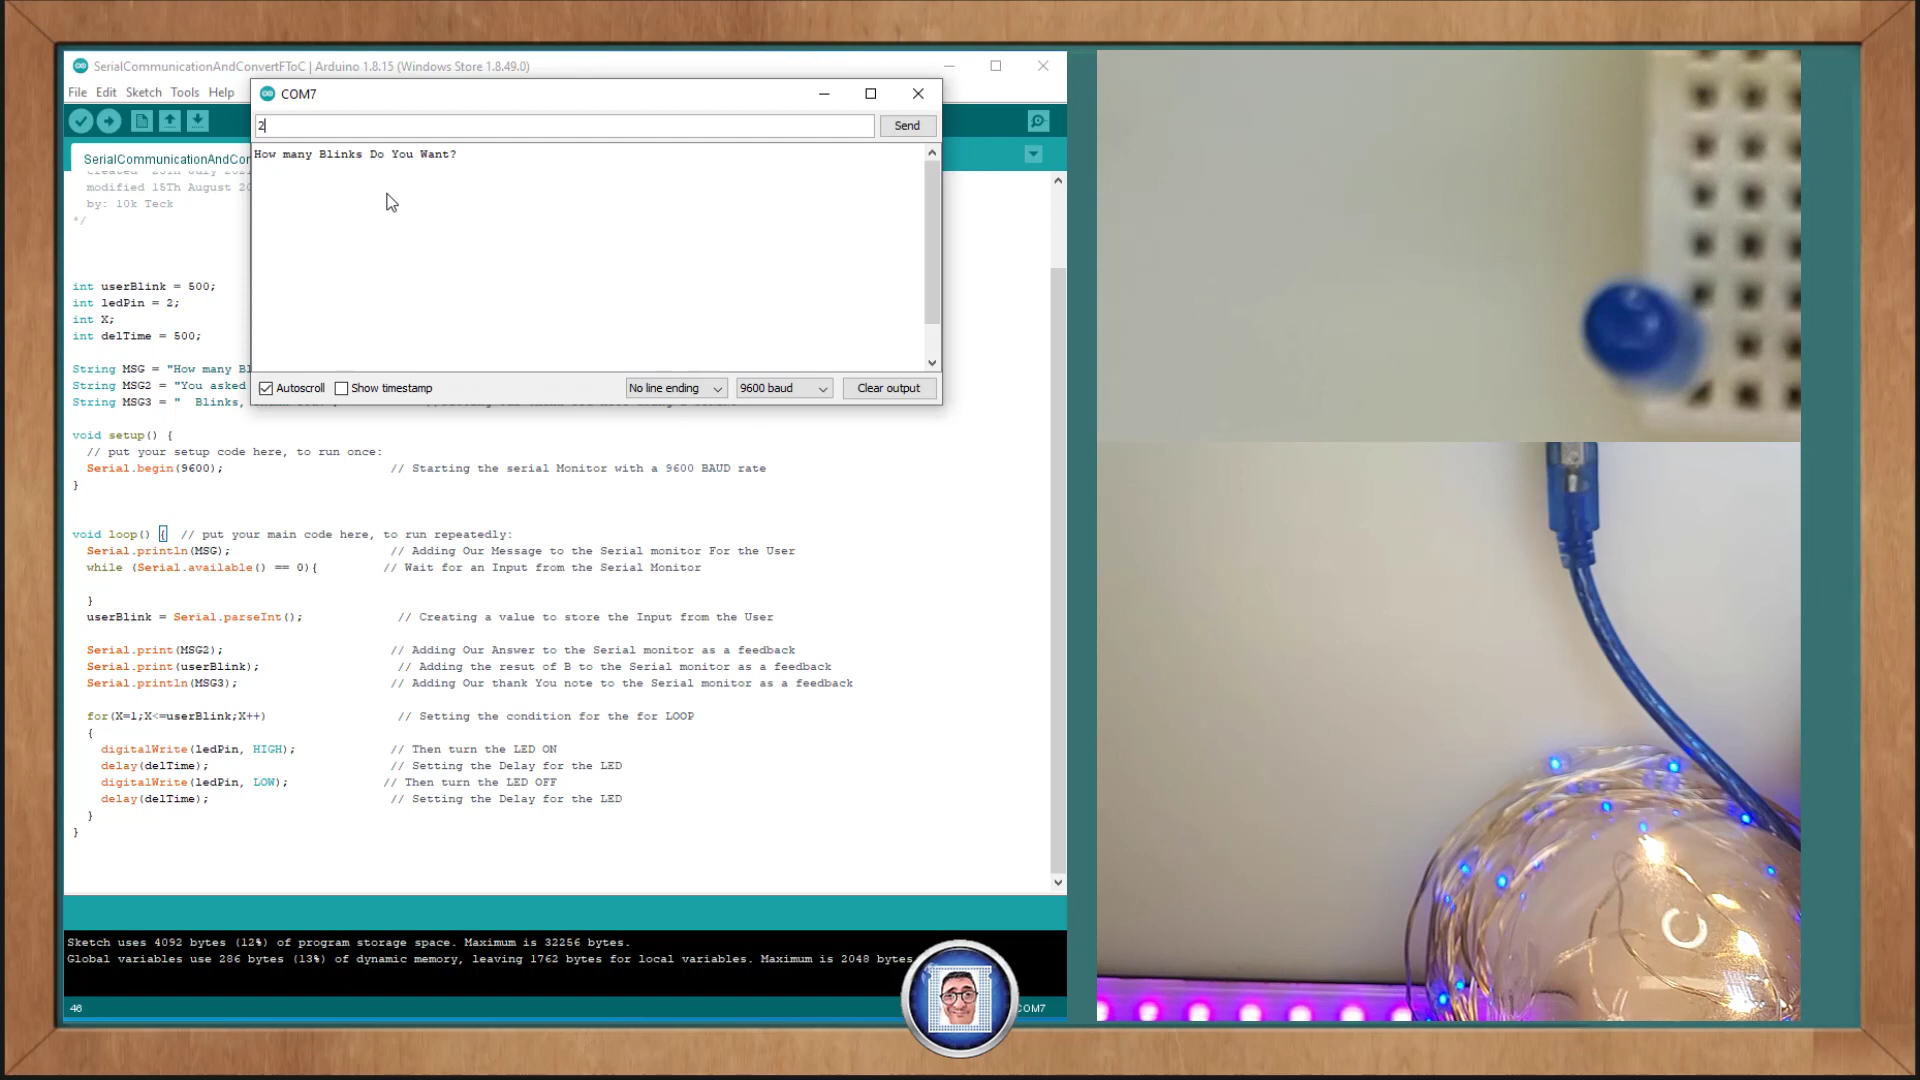 SerialCommunicationAndConvertFToC | Arduino 1.8.15 (Windows Store 1.8.49.0)
File Edit Sketch Tools Help
COM7
2
Send
How many Blinks Do You Want?
Autoscroll
Show timestamp
No line ending
9600 baud
Clear output
SerialCommunicationAndCon
modified 15Th August 20
by: 10k Teck
*/
int userBlink = 500;
int ledPin = 2;
int X;
int delTime = 500;
String MSG = "How many Bl
String MSG2 = "You asked
String MSG3 = "  Blinks,
void setup() {
// put your setup code here, to run once:
Serial.begin(9600); // Starting the serial Monitor with a 9600 BAUD rate
}
void loop() { // put your main code here, to run repeatedly:
Serial.println(MSG); // Adding Our Message to the Serial monitor For the User
while (Serial.available() == 0){ // Wait for an Input from the Serial Monitor
}
userBlink = Serial.parseInt(); // Creating a value to store the Input from the User
Serial.print(MSG2); // Adding Our Answer to the Serial monitor as a feedback
Serial.print(userBlink); // Adding the resut of B to the Serial monitor as a feedback
Serial.println(MSG3); // Adding Our thank You note to the Serial monitor as a feedback
for(X=1;X<=userBlink;X++) // Setting the condition for the for LOOP
{
digitalWrite(ledPin, HIGH); // Then turn the LED ON
delay(delTime); // Setting the Delay for the LED
digitalWrite(ledPin, LOW); // Then turn the LED OFF
delay(delTime); // Setting the Delay for the LED
}
}
Sketch uses 4092 bytes (12%) of program storage space. Maximum is 32256 bytes.
Global variables use 286 bytes (13%) of dynamic memory, leaving 1762 bytes for local variables. Maximum is 2048 bytes
46
COM7